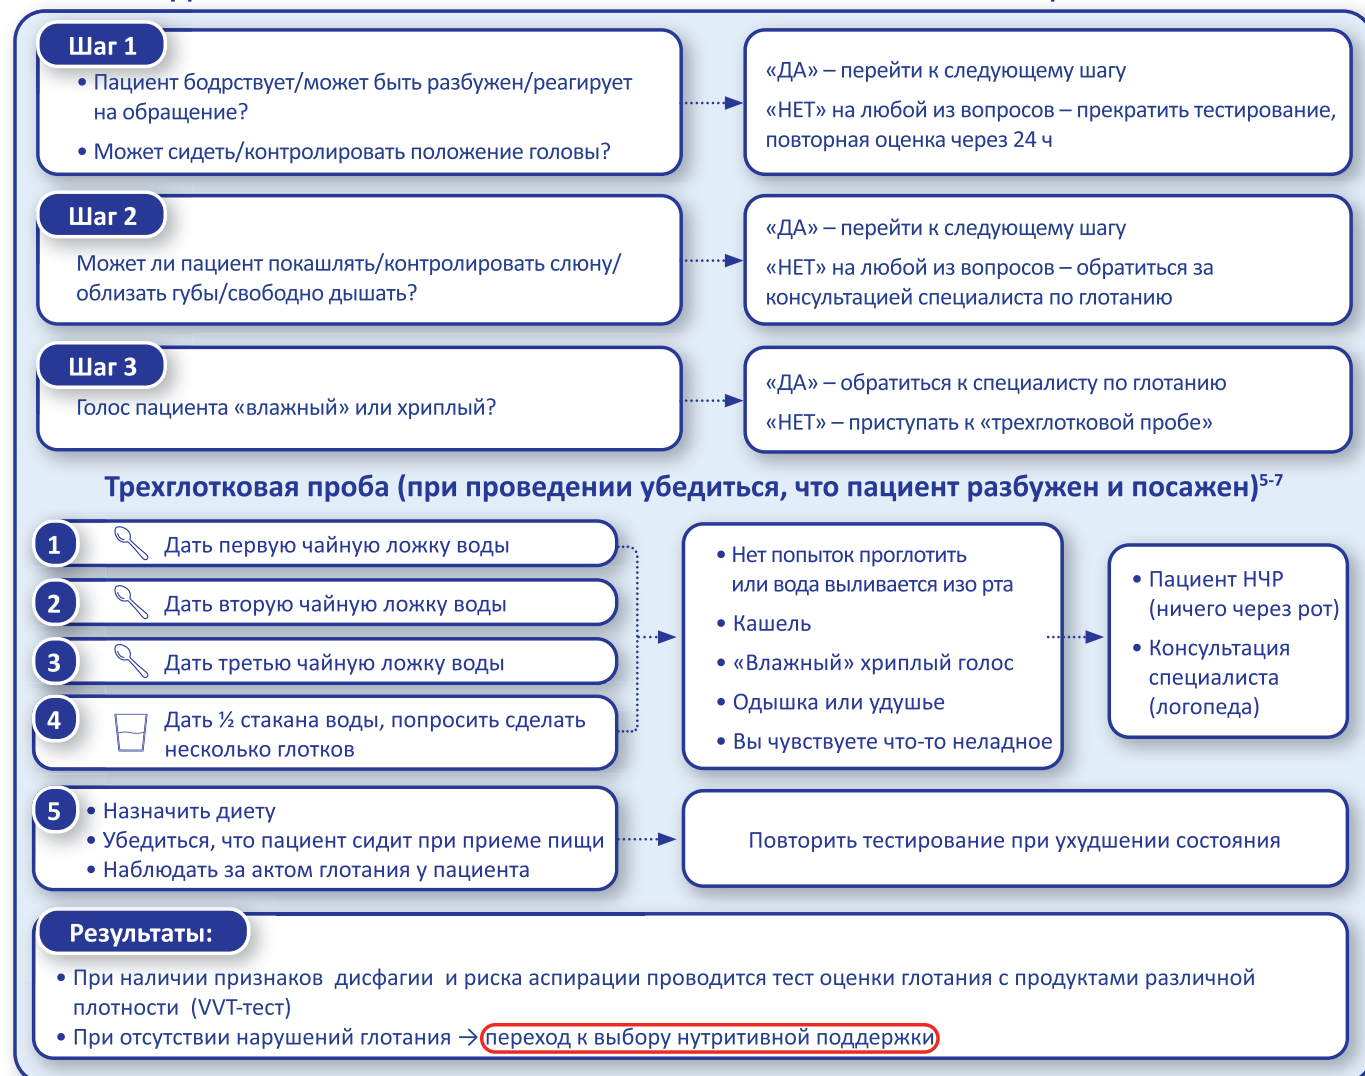 Шаг 1
• Пациент бодрствует/может быть разбужен/реагирует
на обращение?
• Может сидеть/контролировать положение головы?
«ДА» – перейти к следующему шагу
«НЕТ» на любой из вопросов – прекратить тестирование,
повторная оценка через 24 ч
Шаг 2
Может ли пациент покашлять/контролировать слюну/
облизать губы/свободно дышать?
«ДА» – перейти к следующему шагу
«НЕТ» на любой из вопросов – обратиться за
консультацией специалиста по глотанию
Шаг 3
Голос пациента «влажный» или хриплый?
«ДА» – обратиться к специалисту по глотанию
«НЕТ» – приступать к «трехглотковой пробе»
Трехглотковая проба (при проведении убедиться, что пациент разбужен и посажен)5-7
1 Дать первую чайную ложку воды
2 Дать вторую чайную ложку воды
3 Дать третью чайную ложку воды
4 Дать ½ стакана воды, попросить сделать
несколько глотков
• Нет попыток проглотить
или вода выливается изо рта
• Кашель
• «Влажный» хриплый голос
• Одышка или удушье
• Вы чувствуете что-то неладное
• Пациент НЧР
(ничего через рот)
• Консультация
специалиста
(логопеда)
5 • Назначить диету
• Убедиться, что пациент сидит при приеме пищи
• Наблюдать за актом глотания у пациента
Повторить тестирование при ухудшении состояния
Результаты:
• При наличии признаков дисфагии и риска аспирации проводится тест оценки глотания с продуктами различной
плотности (VVT-тест)
• При отсутствии нарушений глотания → переход к выбору нутритивной поддержки